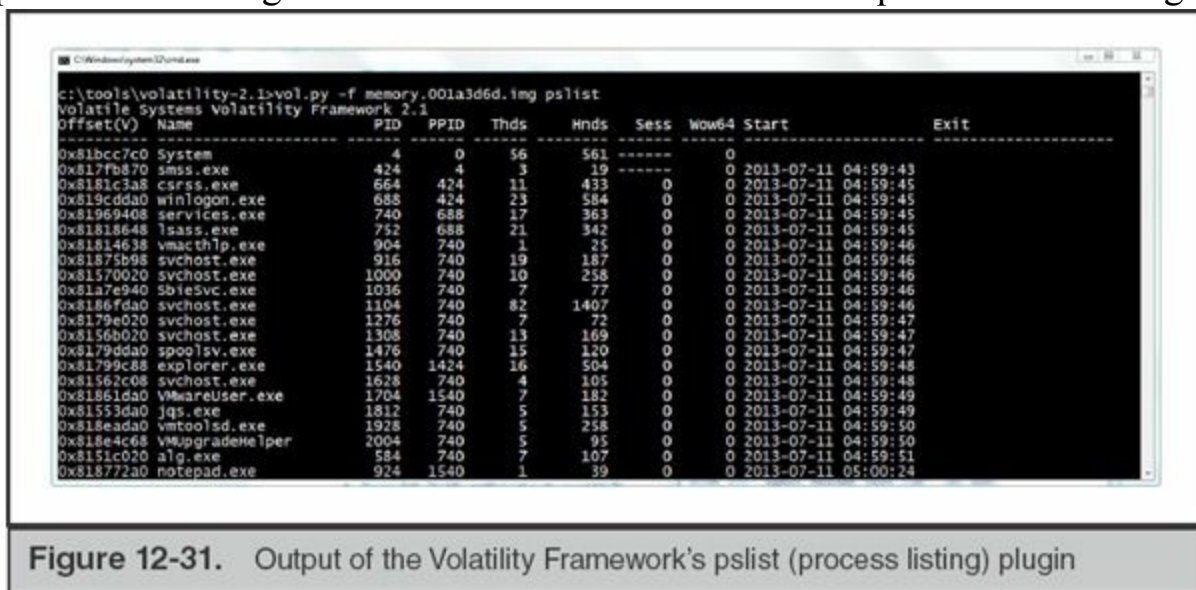 C:\Windows\system32\cmd.exe
c:\tools\volatility-2.1>vol.py -f memory.001a3d6d.img pslist
Volatile Systems Volatility Framework 2.1
Offset(V) Name PID PPID Thds Hnds Sess Wow64 Start Exit
0x81bcc7c0 System 4 0 56 561 ------ 0
0x817fb870 smss.exe 424 4 3 19 ------ 0 2013-07-11 04:59:43
0x8181c3a8 csrss.exe 664 424 11 433 0 0 2013-07-11 04:59:45
0x819cdda0 winlogon.exe 688 424 23 584 0 0 2013-07-11 04:59:45
0x81969408 services.exe 740 688 17 363 0 0 2013-07-11 04:59:45
0x81818648 lsass.exe 752 688 21 342 0 0 2013-07-11 04:59:45
0x81814638 vmacthlp.exe 904 740 1 25 0 0 2013-07-11 04:59:46
0x81875b98 svchost.exe 916 740 19 187 0 0 2013-07-11 04:59:46
0x81570020 svchost.exe 1000 740 10 258 0 0 2013-07-11 04:59:46
0x81a7e940 SbieSvc.exe 1036 740 7 77 0 0 2013-07-11 04:59:46
0x8186fda0 svchost.exe 1104 740 82 1407 0 0 2013-07-11 04:59:46
0x8179e020 svchost.exe 1276 740 7 72 0 0 2013-07-11 04:59:47
0x8156b020 svchost.exe 1308 740 13 169 0 0 2013-07-11 04:59:47
0x8179dda0 spoolsv.exe 1476 740 15 120 0 0 2013-07-11 04:59:47
0x81799c88 explorer.exe 1540 1424 16 504 0 0 2013-07-11 04:59:48
0x81562c08 svchost.exe 1628 740 4 105 0 0 2013-07-11 04:59:48
0x81861da0 VMwareUser.exe 1704 1540 7 182 0 0 2013-07-11 04:59:49
0x81553da0 jqs.exe 1812 740 5 153 0 0 2013-07-11 04:59:49
0x818eada0 vmtoolsd.exe 1928 740 5 258 0 0 2013-07-11 04:59:50
0x818e4c68 VMUpgradeHelper 2004 740 5 95 0 0 2013-07-11 04:59:50
0x8151c020 alg.exe 584 740 7 107 0 0 2013-07-11 04:59:51
0x818772a0 notepad.exe 924 1540 1 39 0 0 2013-07-11 05:00:24
Figure 12-31. Output of the Volatility Framework's pslist (process listing) plugin